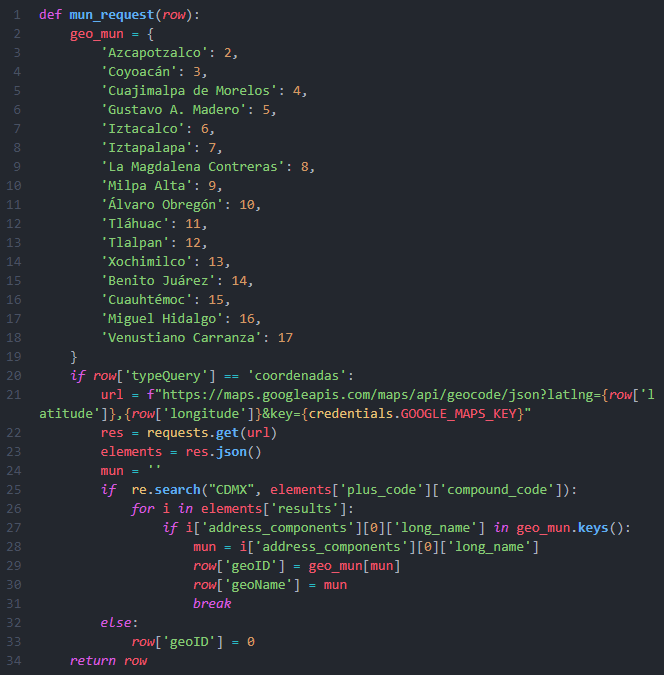 1 def mun_request(row):
2     geo_mun = {
3         'Azcapotzalco': 2,
4         'Coyoacán': 3,
5         'Cuajimalpa de Morelos': 4,
6         'Gustavo A. Madero': 5,
7         'Iztacalco': 6,
8         'Iztapalapa': 7,
9         'La Magdalena Contreras': 8,
10         'Milpa Alta': 9,
11         'Álvaro Obregón': 10,
12         'Tláhuac': 11,
13         'Tlalpan': 12,
14         'Xochimilco': 13,
15         'Benito Juárez': 14,
16         'Cuauhtémoc': 15,
17         'Miguel Hidalgo': 16,
18         'Venustiano Carranza': 17
19     }
20     if row['typeQuery'] == 'coordenadas':
21         url = f"https://maps.googleapis.com/maps/api/geocode/json?latlng={row['l
atitude']},{row['longitude']}&key={credentials.GOOGLE_MAPS_KEY}"
22         res = requests.get(url)
23         elements = res.json()
24         mun = ''
25         if  re.search("CDMX", elements['plus_code']['compound_code']):
26             for i in elements['results']:
27                 if i['address_components'][0]['long_name'] in geo_mun.keys():
28                     mun = i['address_components'][0]['long_name']
29                     row['geoID'] = geo_mun[mun]
30                     row['geoName'] = mun
31                     break
32         else:
33             row['geoID'] = 0
34     return row